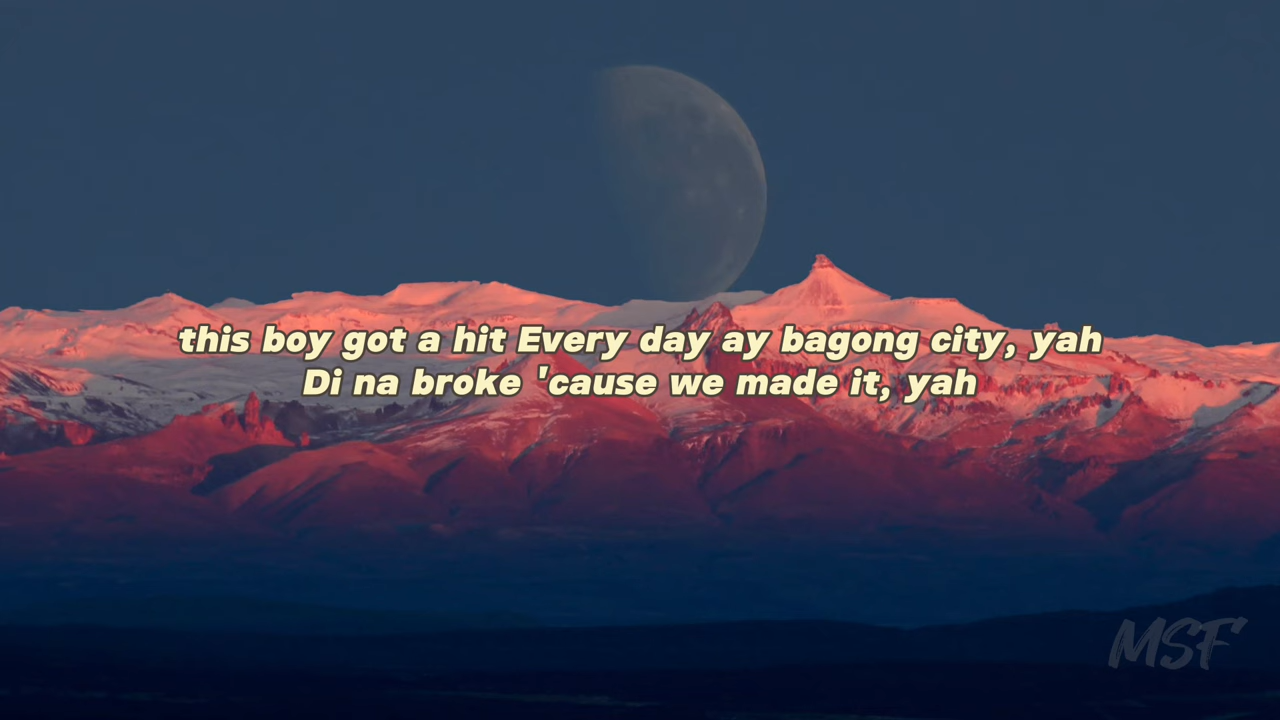 this boy got a hit Every day ay bagong city, yah
Di na broke 'cause we made it, yah
MSF